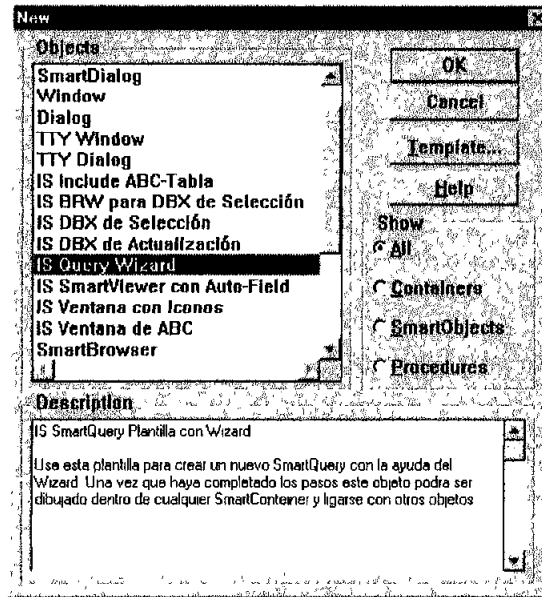 New
Objects
SmartDialog
Window
Dialog
TTY Window
TTY Dialog
IS Include ABC-Tabla
IS BRW para DBX de Selección
IS DBX de Selección
IS DBX de Actualización
IS Query Wizard
IS SmartViewer con Auto-Field
IS Ventana con Iconos
IS Ventana de ABC
SmartBrowser
OK
Cancel
Template...
Help
Show
All
Containers
SmartObjects
Procedures
Description
IS SmartQuery Plantilla con Wizard
Use esta plantilla para crear un nuevo SmartQuery con la ayuda del
Wizard. Una vez que haya completado los pasos este objeto podra ser
dibujado dentro de cualquier SmartContainer y ligarse con otros objetos